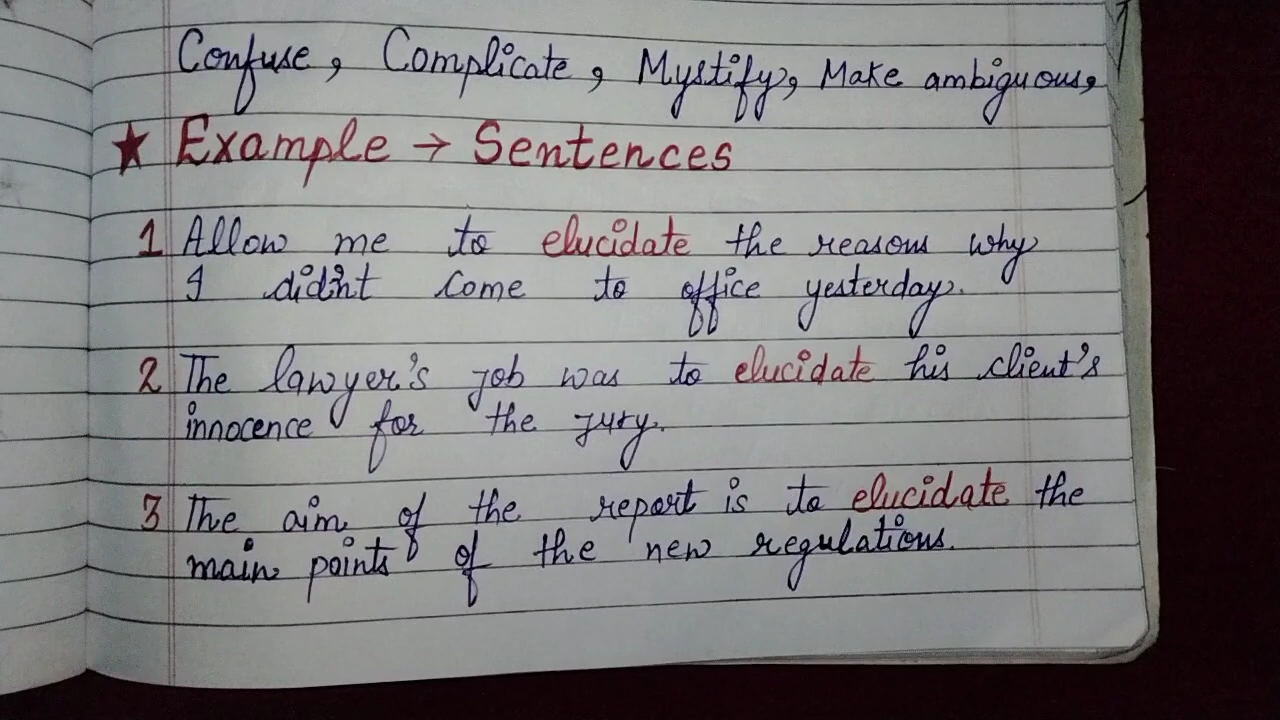 Confuse, Complicate, Mystify, Make ambiguous,
★ Example → Sentences
1 Allow me to elucidate the reasons why
I didn't come to office yesterday.
2 The lawyer's job was to elucidate his client's
innocence for the jury.
3 The aim of the report is to elucidate the
main points of the new regulations.